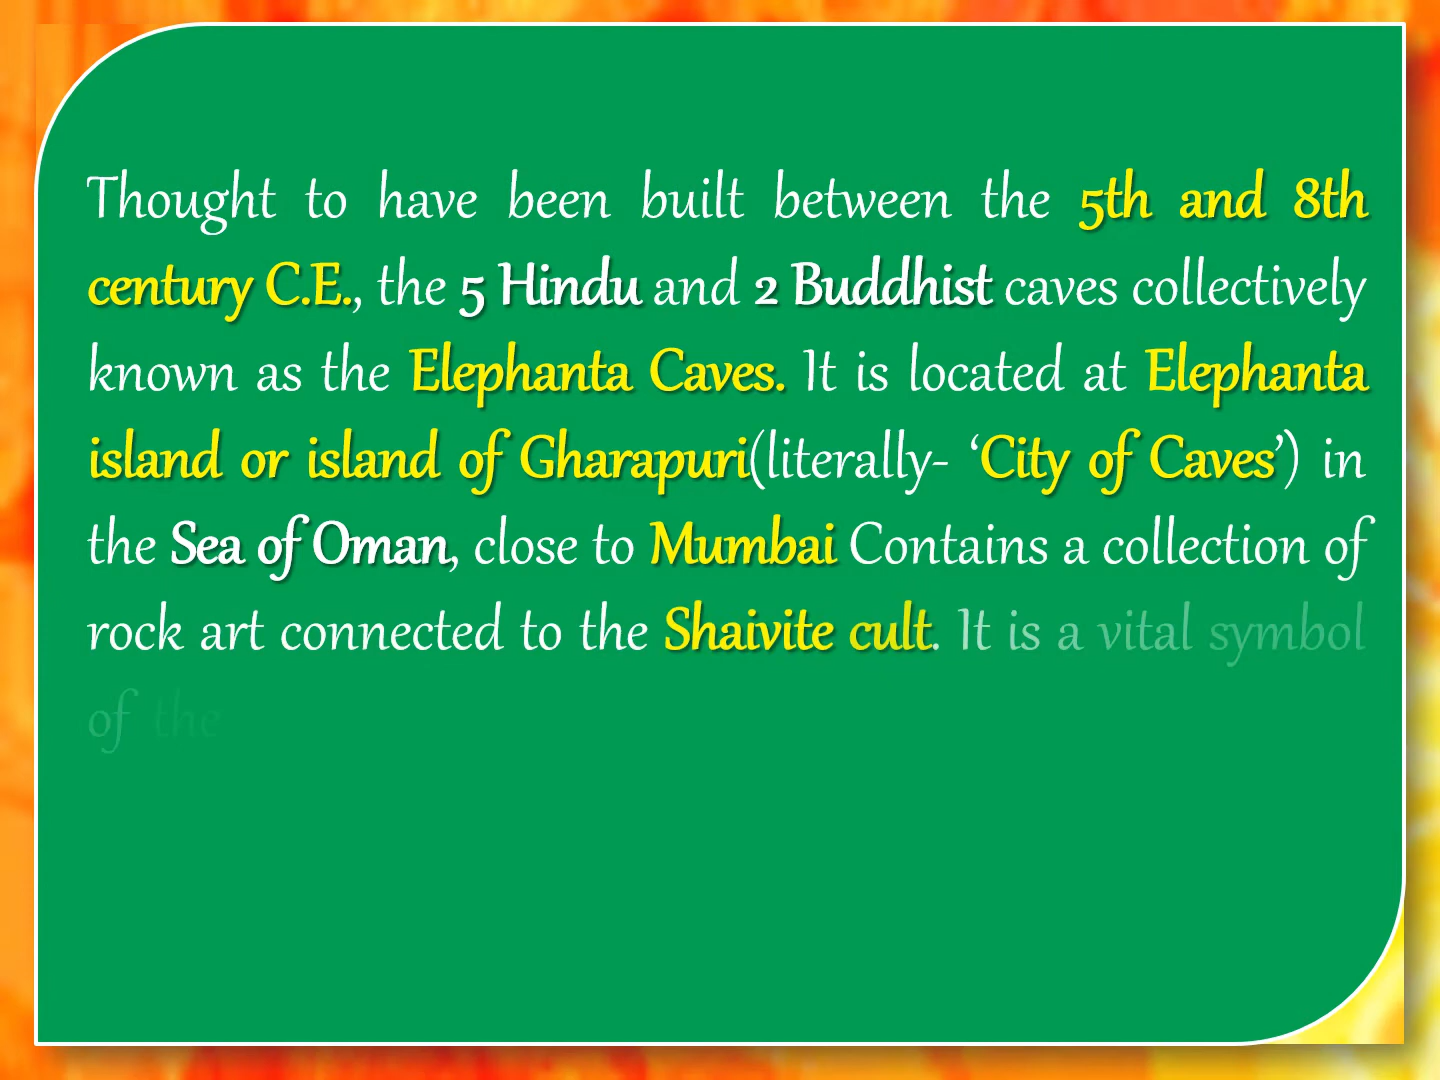 Thought to have been built between the 5th and 8th
century C.E., the 5 Hindu and 2 Buddhist caves collectively
known as the Elephanta Caves. It is located at Elephanta
island or island of Gharapuri(literally- ‘City of Caves’) in
the Sea of Oman, close to Mumbai Contains a collection of
rock art connected to the Shaivite cult. It is a vital symbol
of the